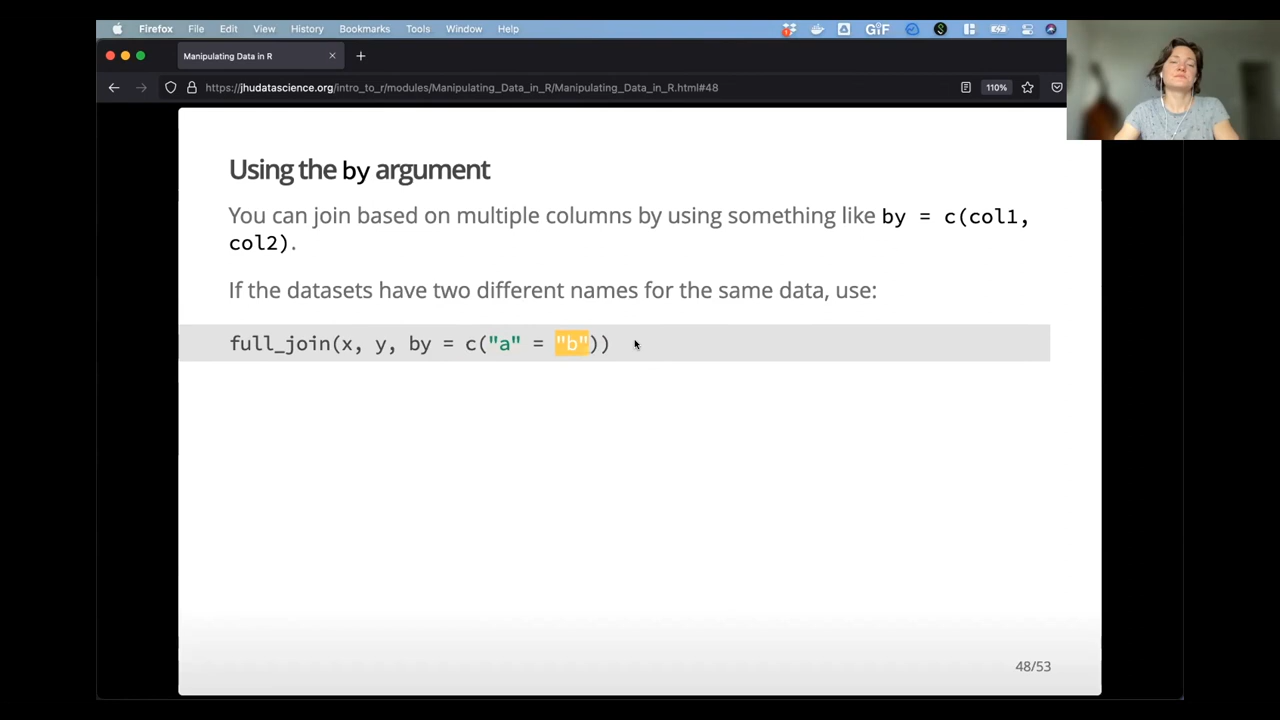 Firefox File Edit View History Bookmarks Tools Window Help GIF
Manipulating Data in R
https://jhudatascience.org/intro_to_r/modules/Manipulating_Data_in_R/Manipulating_Data_in_R.html#48 110%
Using the by argument
You can join based on multiple columns by using something like by = c(col1,
col2).
If the datasets have two different names for the same data, use:
full_join(x, y, by = c("a" = "b"))
48/53